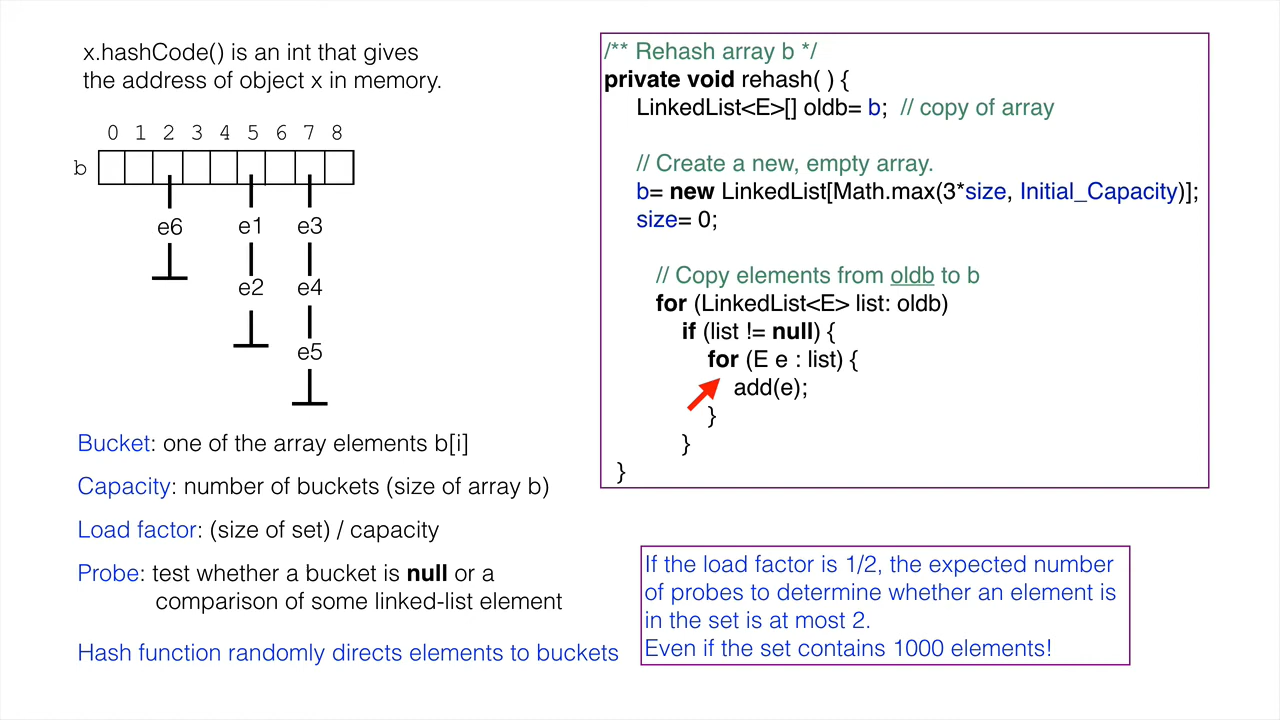 x.hashCode() is an int that gives
the address of object x in memory.
0 1 2 3 4 5 6 7 8
b
e6 e1 e3
e2 e4
e5
Bucket: one of the array elements b[i]
Capacity: number of buckets (size of array b)
Load factor: (size of set) / capacity
Probe: test whether a bucket is null or a
comparison of some linked-list element
Hash function randomly directs elements to buckets
/** Rehash array b */
private void rehash( ) {
LinkedList<E>[] oldb= b; // copy of array
// Create a new, empty array.
b= new LinkedList[Math.max(3*size, Initial_Capacity)];
size= 0;
// Copy elements from oldb to b
for (LinkedList<E> list: oldb)
if (list != null) {
for (E e : list) {
add(e);
}
}
}
If the load factor is 1/2, the expected number
of probes to determine whether an element is
in the set is at most 2.
Even if the set contains 1000 elements!